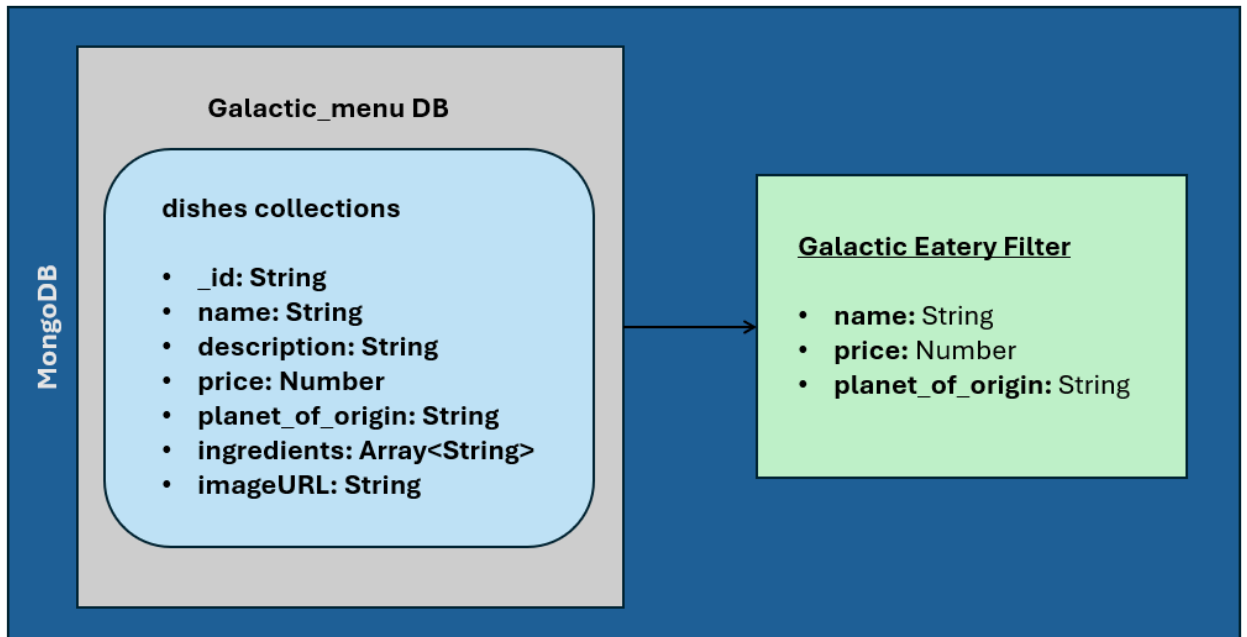 MongoDB
Galactic_menu DB
dishes collections
• _id: String
• name: String
• description: String
• price: Number
• planet_of_origin: String
• ingredients: Array<String>
• imageURL: String
Galactic Eatery Filter
• name: String
• price: Number
• planet_of_origin: String